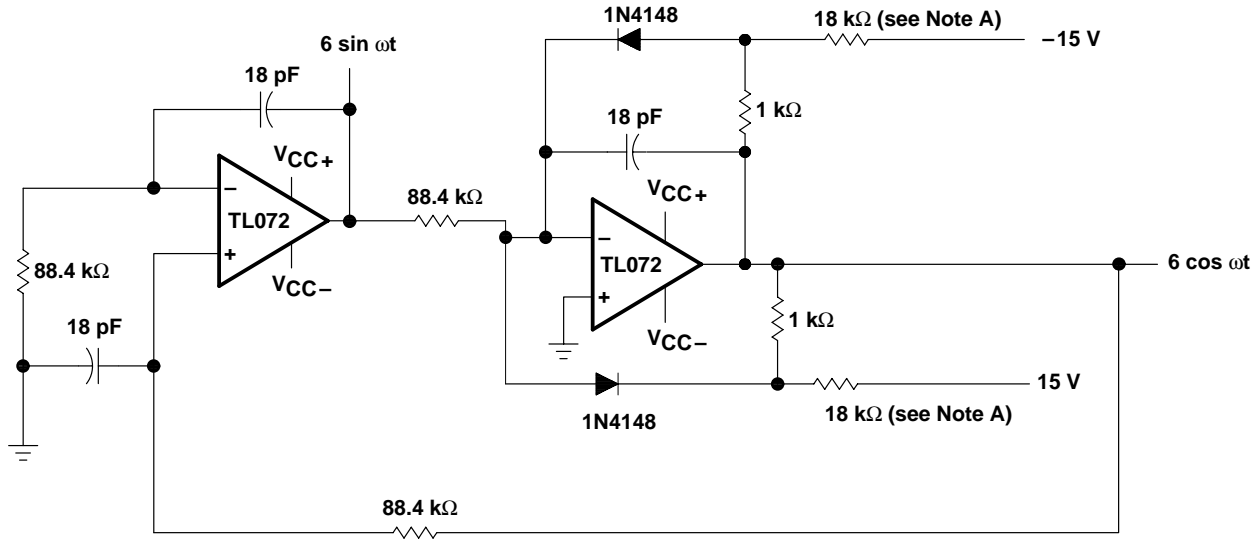 1N4148
18 kΩ (see Note A)
−15 V
6 sin ωt
18 pF
1 kΩ
18 pF
VCC+
88.4 kΩ
VCC+
−
TL072
+
−
TL072
+
88.4 kΩ
VCC−
6 cos ωt
18 pF
VCC−
1 kΩ
15 V
1N4148
18 kΩ (see Note A)
88.4 kΩ